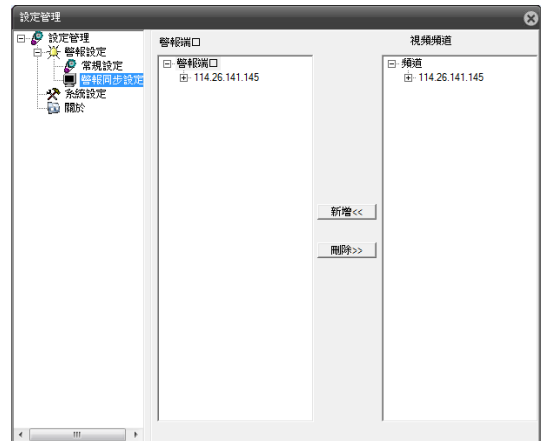 設定管理
設定管理
警報設定
常規設定
警報同步設定
系統設定
關於
警報端口
警報端口
114.26.141.145
新增<<
刪除>>
視頻頻道
頻道
114.26.141.145